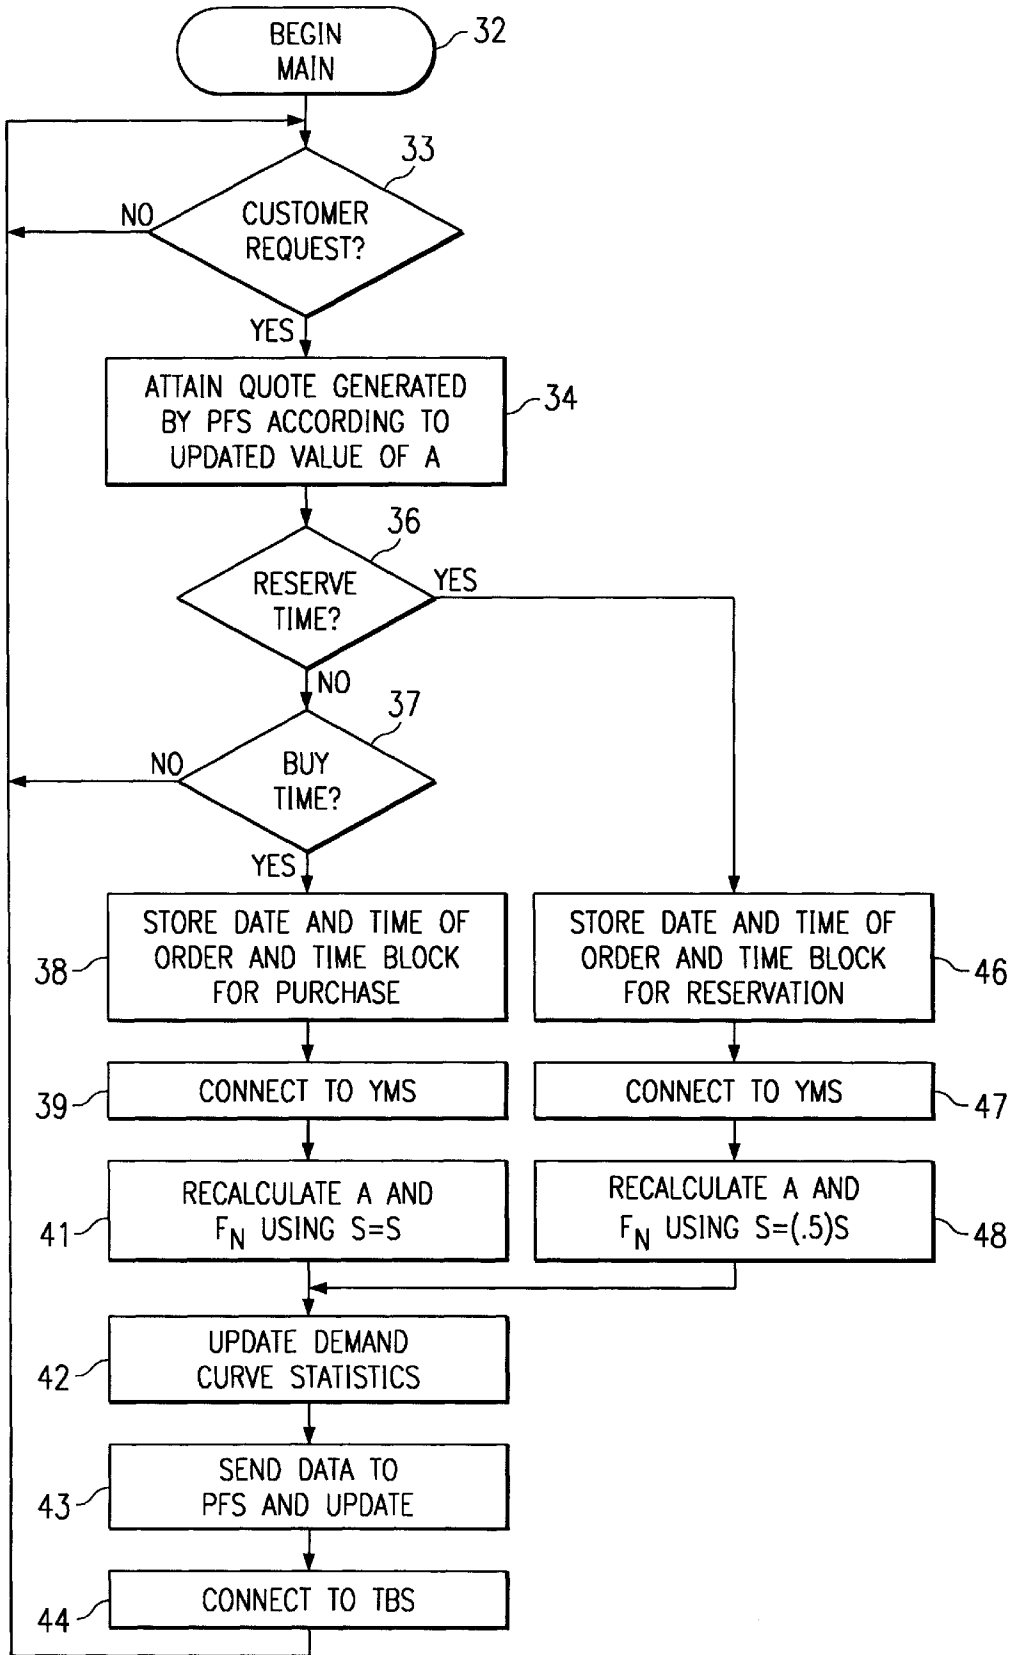 BEGIN
MAIN
32
33
CUSTOMER
REQUEST?
NO
YES
ATTAIN QUOTE GENERATED
BY PFS ACCORDING TO
UPDATED VALUE OF A
34
36
RESERVE
TIME?
YES
NO
37
BUY
TIME?
NO
YES
STORE DATE AND TIME OF
ORDER AND TIME BLOCK
FOR PURCHASE
38
STORE DATE AND TIME OF
ORDER AND TIME BLOCK
FOR RESERVATION
46
CONNECT TO YMS
39
CONNECT TO YMS
47
RECALCULATE A AND
F_N USING S=S
41
RECALCULATE A AND
F_N USING S=(.5)S
48
UPDATE DEMAND
CURVE STATISTICS
42
SEND DATA TO
PFS AND UPDATE
43
CONNECT TO TBS
44